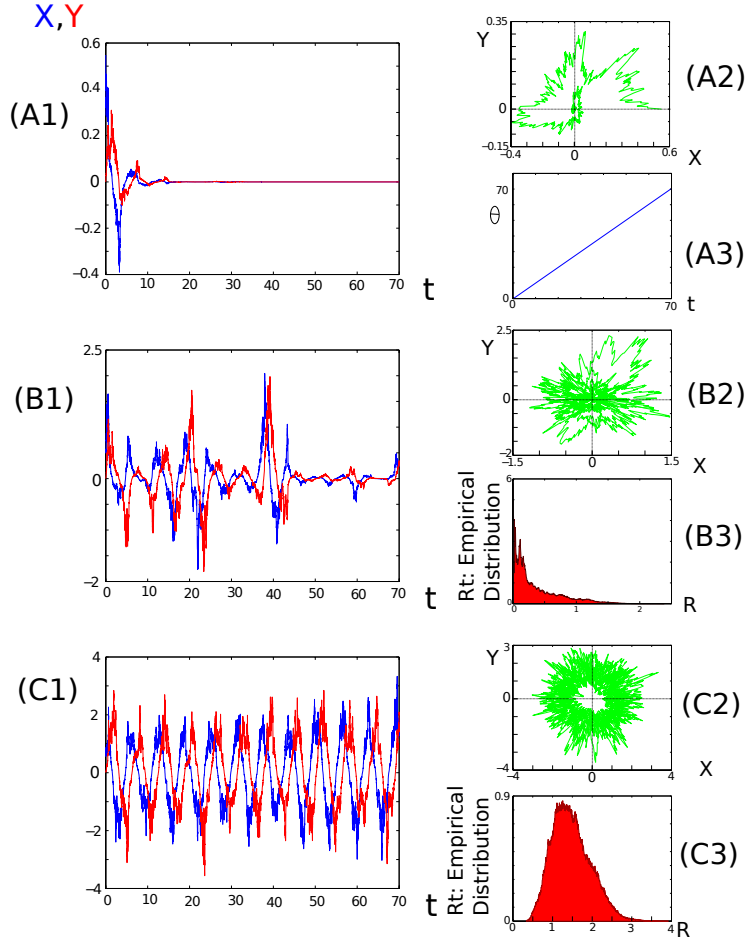 X,Y
(A1)
0.6
0.4
0.2
0
−0.2
−0.4
0
10
20
30
40
50
60
70
t
Y
0.35
0
−0.15
−0.4
0
0.6
X
(A2)
70
θ
0
0
70
t
(A3)
(B1)
2.5
0
−2
0
10
20
30
40
50
60
70
t
Y
2.5
0
−2
−1.5
0
1.5
X
(B2)
Rt: Empirical
Distribution
6
0
0
1
2
R
(B3)
(C1)
4
2
0
−2
−4
0
10
20
30
40
50
60
70
t
Y
3
0
−4
−4
0
4
X
(C2)
Rt: Empirical
Distribution
0.9
0
0
1
2
3
4
R
(C3)